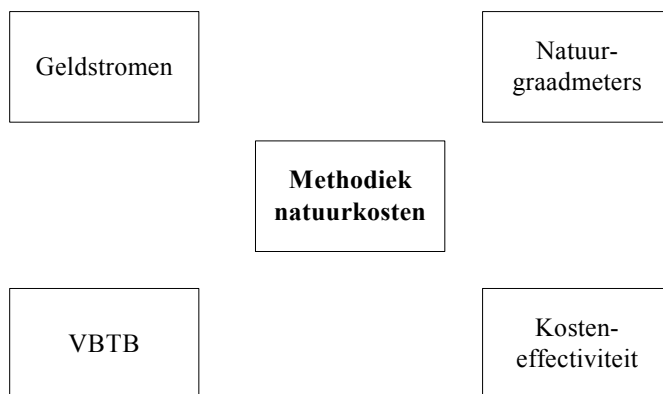 Geldstromen
Natuur-
graadmeters
Methodiek
natuurkosten
VBTB
Kosten-
effectiviteit